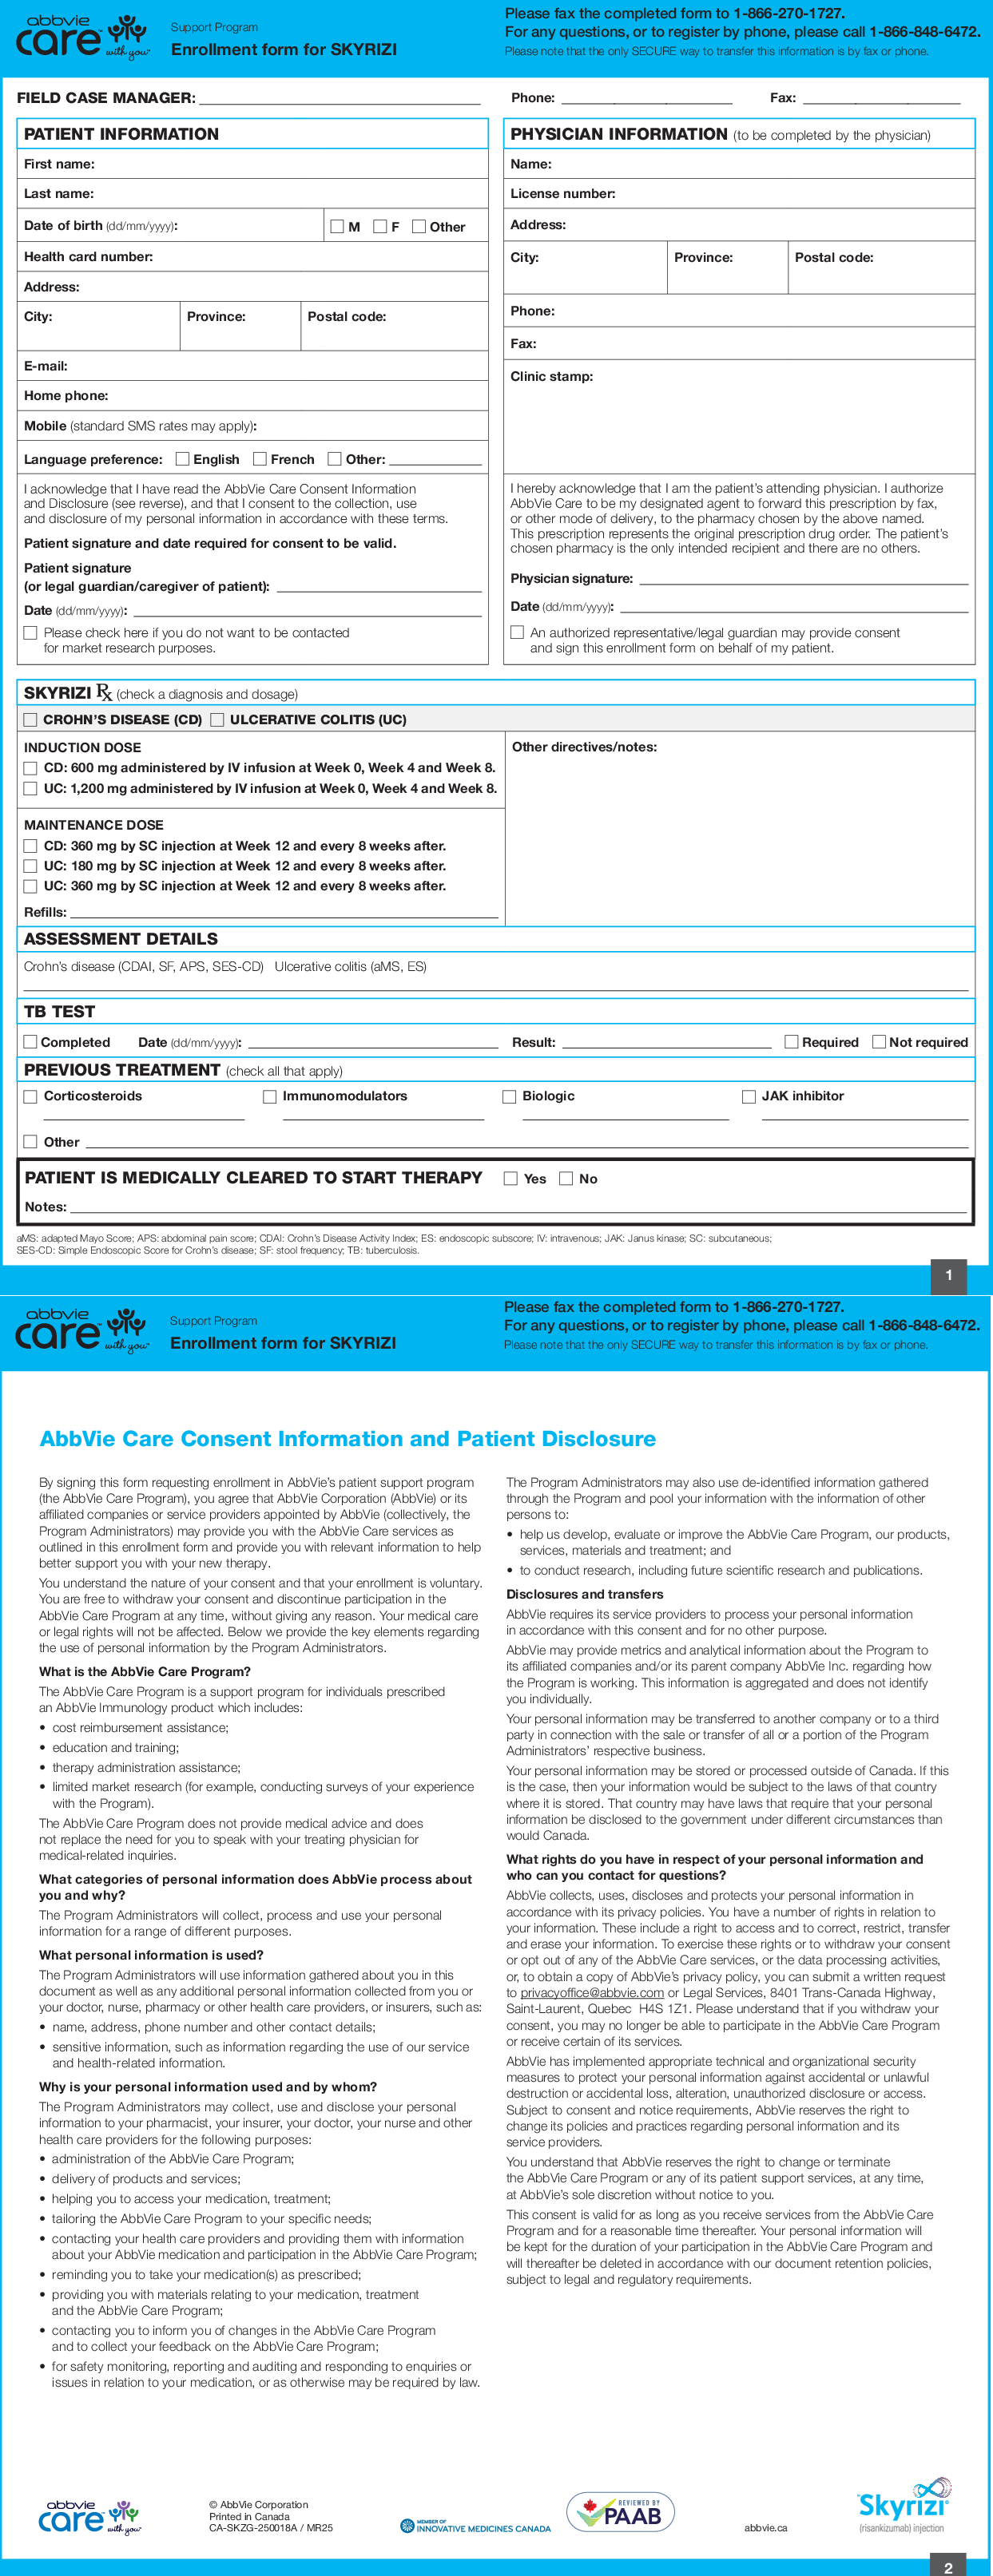 abbvie
care
with you
Support Program
Enrollment form for SKYRIZI
Please fax the completed form to 1-866-270-1727.
For any questions, or to register by phone, please call 1-866-848-6472.
Please note that the only SECURE way to transfer this information is by fax or phone.
FIELD CASE MANAGER: Phone: Fax:
PATIENT INFORMATION
First name:
Last name:
Date of birth (dd/mm/yyyy): M F Other
Health card number:
Address:
City: Province: Postal code:
E-mail:
Home phone:
Mobile (standard SMS rates may apply):
Language preference: English French Other:
I acknowledge that I have read the AbbVie Care Consent Information
and Disclosure (see reverse), and that I consent to the collection, use
and disclosure of my personal information in accordance with these terms.
Patient signature and date required for consent to be valid.
Patient signature
(or legal guardian/caregiver of patient):
Date (dd/mm/yyyy):
Please check here if you do not want to be contacted
for market research purposes.
PHYSICIAN INFORMATION (to be completed by the physician)
Name:
License number:
Address:
City: Province: Postal code:
Phone:
Fax:
Clinic stamp:
I hereby acknowledge that I am the patient's attending physician. I authorize
AbbVie Care to be my designated agent to forward this prescription by fax,
or other mode of delivery, to the pharmacy chosen by the above named.
This prescription represents the original prescription drug order. The patient's
chosen pharmacy is the only intended recipient and there are no others.
Physician signature:
Date (dd/mm/yyyy):
An authorized representative/legal guardian may provide consent
and sign this enrollment form on behalf of my patient.
SKYRIZI Rx (check a diagnosis and dosage)
CROHN'S DISEASE (CD) ULCERATIVE COLITIS (UC)
INDUCTION DOSE
CD: 600 mg administered by IV infusion at Week 0, Week 4 and Week 8.
UC: 1,200 mg administered by IV infusion at Week 0, Week 4 and Week 8.
MAINTENANCE DOSE
CD: 360 mg by SC injection at Week 12 and every 8 weeks after.
UC: 180 mg by SC injection at Week 12 and every 8 weeks after.
UC: 360 mg by SC injection at Week 12 and every 8 weeks after.
Refills:
Other directives/notes:
ASSESSMENT DETAILS
Crohn's disease (CDAI, SF, APS, SES-CD) Ulcerative colitis (aMS, ES)
TB TEST
Completed Date (dd/mm/yyyy): Result: Required Not required
PREVIOUS TREATMENT (check all that apply)
Corticosteroids Immunomodulators Biologic JAK inhibitor
Other
PATIENT IS MEDICALLY CLEARED TO START THERAPY Yes No
Notes:
aMS: adapted Mayo Score; APS: abdominal pain score; CDAI: Crohn's Disease Activity Index; ES: endoscopic subscore; IV: intravenous; JAK: Janus kinase; SC: subcutaneous;
SES-CD: Simple Endoscopic Score for Crohn's disease; SF: stool frequency; TB: tuberculosis.
1
abbvie
care
with you
Support Program
Enrollment form for SKYRIZI
Please fax the completed form to 1-866-270-1727.
For any questions, or to register by phone, please call 1-866-848-6472.
Please note that the only SECURE way to transfer this information is by fax or phone.
AbbVie Care Consent Information and Patient Disclosure
By signing this form requesting enrollment in AbbVie's patient support program
(the AbbVie Care Program), you agree that AbbVie Corporation (AbbVie) or its
affiliated companies or service providers appointed by AbbVie (collectively, the
Program Administrators) may provide you with the AbbVie Care services as
outlined in this enrollment form and provide you with relevant information to help
better support you with your new therapy.
You understand the nature of your consent and that your enrollment is voluntary.
You are free to withdraw your consent and discontinue participation in the
AbbVie Care Program at any time, without giving any reason. Your medical care
or legal rights will not be affected. Below we provide the key elements regarding
the use of personal information by the Program Administrators.
What is the AbbVie Care Program?
The AbbVie Care Program is a support program for individuals prescribed
an AbbVie Immunology product which includes:
• cost reimbursement assistance;
• education and training;
• therapy administration assistance;
• limited market research (for example, conducting surveys of your experience
with the Program).
The AbbVie Care Program does not provide medical advice and does
not replace the need for you to speak with your treating physician for
medical-related inquiries.
What categories of personal information does AbbVie process about
you and why?
The Program Administrators will collect, process and use your personal
information for a range of different purposes.
What personal information is used?
The Program Administrators will use information gathered about you in this
document as well as any additional personal information collected from you or
your doctor, nurse, pharmacy or other health care providers, or insurers, such as:
• name, address, phone number and other contact details;
• sensitive information, such as information regarding the use of our service
and health-related information.
Why is your personal information used and by whom?
The Program Administrators may collect, use and disclose your personal
information to your pharmacist, your insurer, your doctor, your nurse and other
health care providers for the following purposes:
• administration of the AbbVie Care Program;
• delivery of products and services;
• helping you to access your medication, treatment;
• tailoring the AbbVie Care Program to your specific needs;
• contacting your health care providers and providing them with information
about your AbbVie medication and participation in the AbbVie Care Program;
• reminding you to take your medication(s) as prescribed;
• providing you with materials relating to your medication, treatment
and the AbbVie Care Program;
• contacting you to inform you of changes in the AbbVie Care Program
and to collect your feedback on the AbbVie Care Program;
• for safety monitoring, reporting and auditing and responding to enquiries or
issues in relation to your medication, or as otherwise may be required by law.
The Program Administrators may also use de-identified information gathered
through the Program and pool your information with the information of other
persons to:
• help us develop, evaluate or improve the AbbVie Care Program, our products,
services, materials and treatment; and
• to conduct research, including future scientific research and publications.
Disclosures and transfers
AbbVie requires its service providers to process your personal information
in accordance with this consent and for no other purpose.
AbbVie may provide metrics and analytical information about the Program to
its affiliated companies and/or its parent company AbbVie Inc. regarding how
the Program is working. This information is aggregated and does not identify
you individually.
Your personal information may be transferred to another company or to a third
party in connection with the sale or transfer of all or a portion of the Program
Administrators' respective business.
Your personal information may be stored or processed outside of Canada. If this
is the case, then your information would be subject to the laws of that country
where it is stored. That country may have laws that require that your personal
information be disclosed to the government under different circumstances than
would Canada.
What rights do you have in respect of your personal information and
who can you contact for questions?
AbbVie collects, uses, discloses and protects your personal information in
accordance with its privacy policies. You have a number of rights in relation to
your information. These include a right to access and to correct, restrict, transfer
and erase your information. To exercise these rights or to withdraw your consent
or opt out of any of the AbbVie Care services, or the data processing activities,
or, to obtain a copy of AbbVie's privacy policy, you can submit a written request
to privacyoffice@abbvie.com or Legal Services, 8401 Trans-Canada Highway,
Saint-Laurent, Quebec H4S 1Z1. Please understand that if you withdraw your
consent, you may no longer be able to participate in the AbbVie Care Program
or receive certain of its services.
AbbVie has implemented appropriate technical and organizational security
measures to protect your personal information against accidental or unlawful
destruction or accidental loss, alteration, unauthorized disclosure or access.
Subject to consent and notice requirements, AbbVie reserves the right to
change its policies and practices regarding personal information and its
service providers.
You understand that AbbVie reserves the right to change or terminate
the AbbVie Care Program or any of its patient support services, at any time,
at AbbVie's sole discretion without notice to you.
This consent is valid for as long as you receive services from the AbbVie Care
Program and for a reasonable time thereafter. Your personal information will
be kept for the duration of your participation in the AbbVie Care Program and
will thereafter be deleted in accordance with our document retention policies,
subject to legal and regulatory requirements.
abbvie
care
with you
© AbbVie Corporation
Printed in Canada
CA-SKZG-250018A / MR25
MEMBER OF
INNOVATIVE MEDICINES CANADA
REVIEWED BY
PAAB
abbvie.ca
Skyrizi
(risankizumab) injection
2